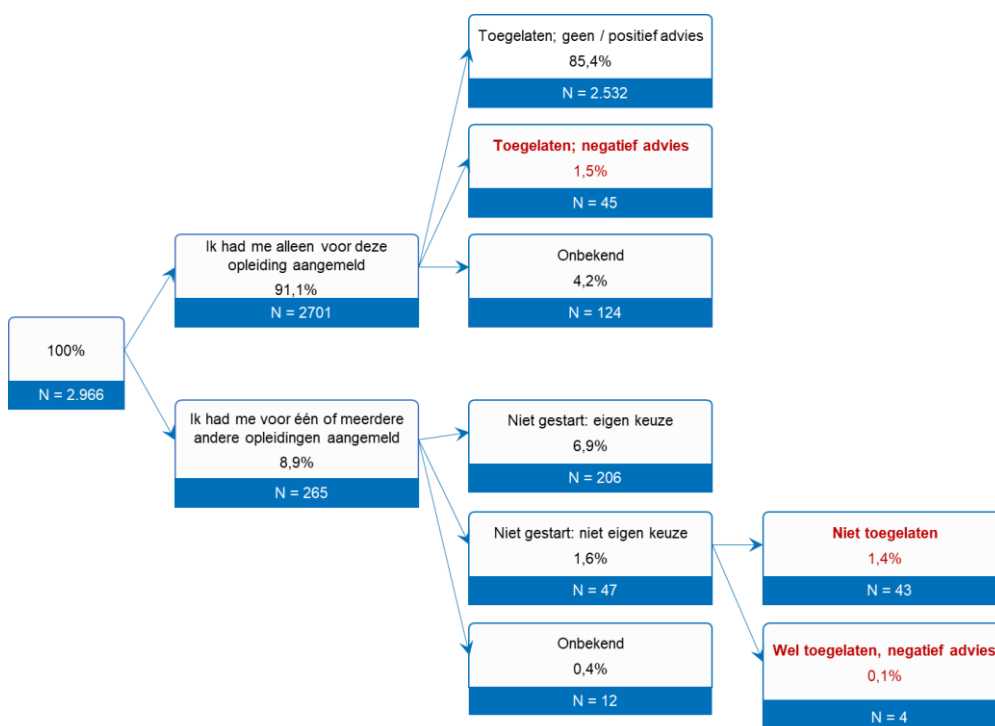 Toegelaten; geen / positief advies
85,4%
N = 2.532
Toegelaten; negatief advies
1,5%
N = 45
Ik had me alleen voor deze
opleiding aangemeld
91,1%
N = 2701
Onbekend
4,2%
N = 124
100%
N = 2.966
Ik had me voor één of meerdere
andere opleidingen aangemeld
8,9%
N = 265
Niet gestart: eigen keuze
6,9%
N = 206
Niet gestart: niet eigen keuze
1,6%
N = 47
Niet toegelaten
1,4%
N = 43
Onbekend
0,4%
N = 12
Wel toegelaten, negatief advies
0,1%
N = 4